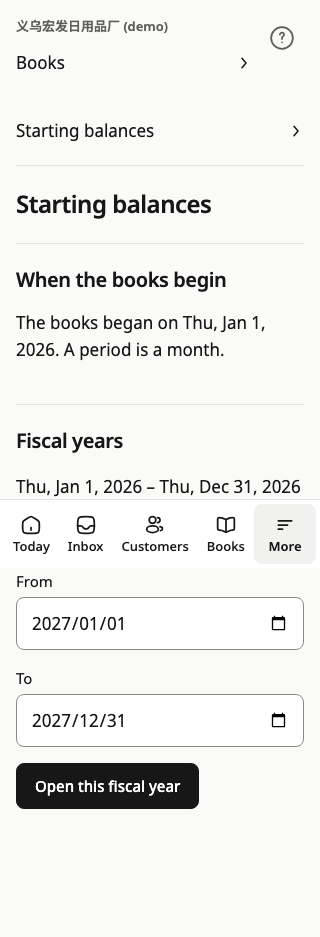 义乌宏发日用品厂 (demo)
Books
Starting balances
Starting balances
When the books begin
The books began on Thu, Jan 1,
2026. A period is a month.
Fiscal years
Thu, Jan 1, 2026 – Thu, Dec 31, 2026
Today Inbox Customers Books More
From
2027/01/01
To
2027/12/31
Open this fiscal year